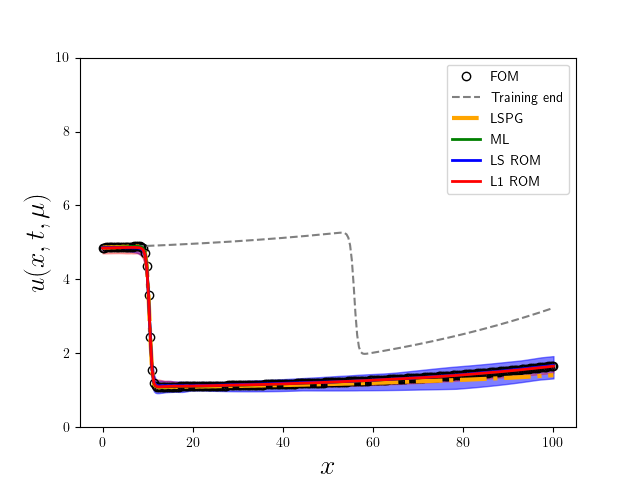 10
8
6
4
2
0
u(x, t, μ)
0 20 40 60 80 100
x
FOM
Training end
LSPG
ML
LS ROM
L1 ROM